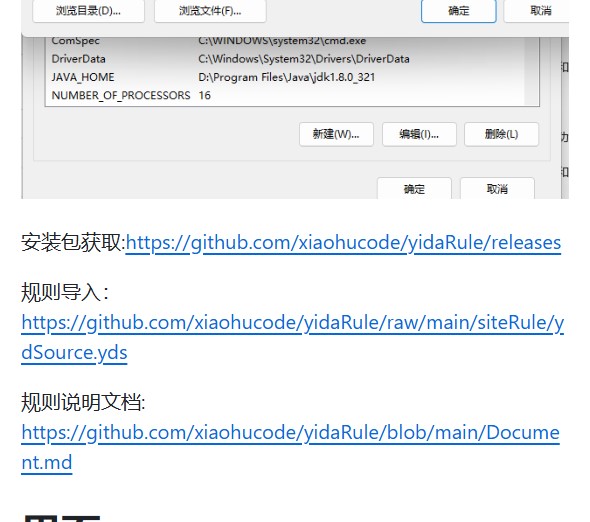 浏览目录(D)... 浏览文件(F)... 确定 取消
ComSpec C:\WINDOWS\system32\cmd.exe
DriverData C:\Windows\System32\Drivers\DriverData
JAVA_HOME D:\Program Files\Java\jdk1.8.0_321
NUMBER_OF_PROCESSORS 16
新建(W)... 编辑(I)... 删除(L)
确定 取消
安装包获取:https://github.com/xiaohucode/yidaRule/releases
规则导入：
https://github.com/xiaohucode/yidaRule/raw/main/siteRule/y
dSource.yds
规则说明文档:
https://github.com/xiaohucode/yidaRule/blob/main/Docume
nt.md